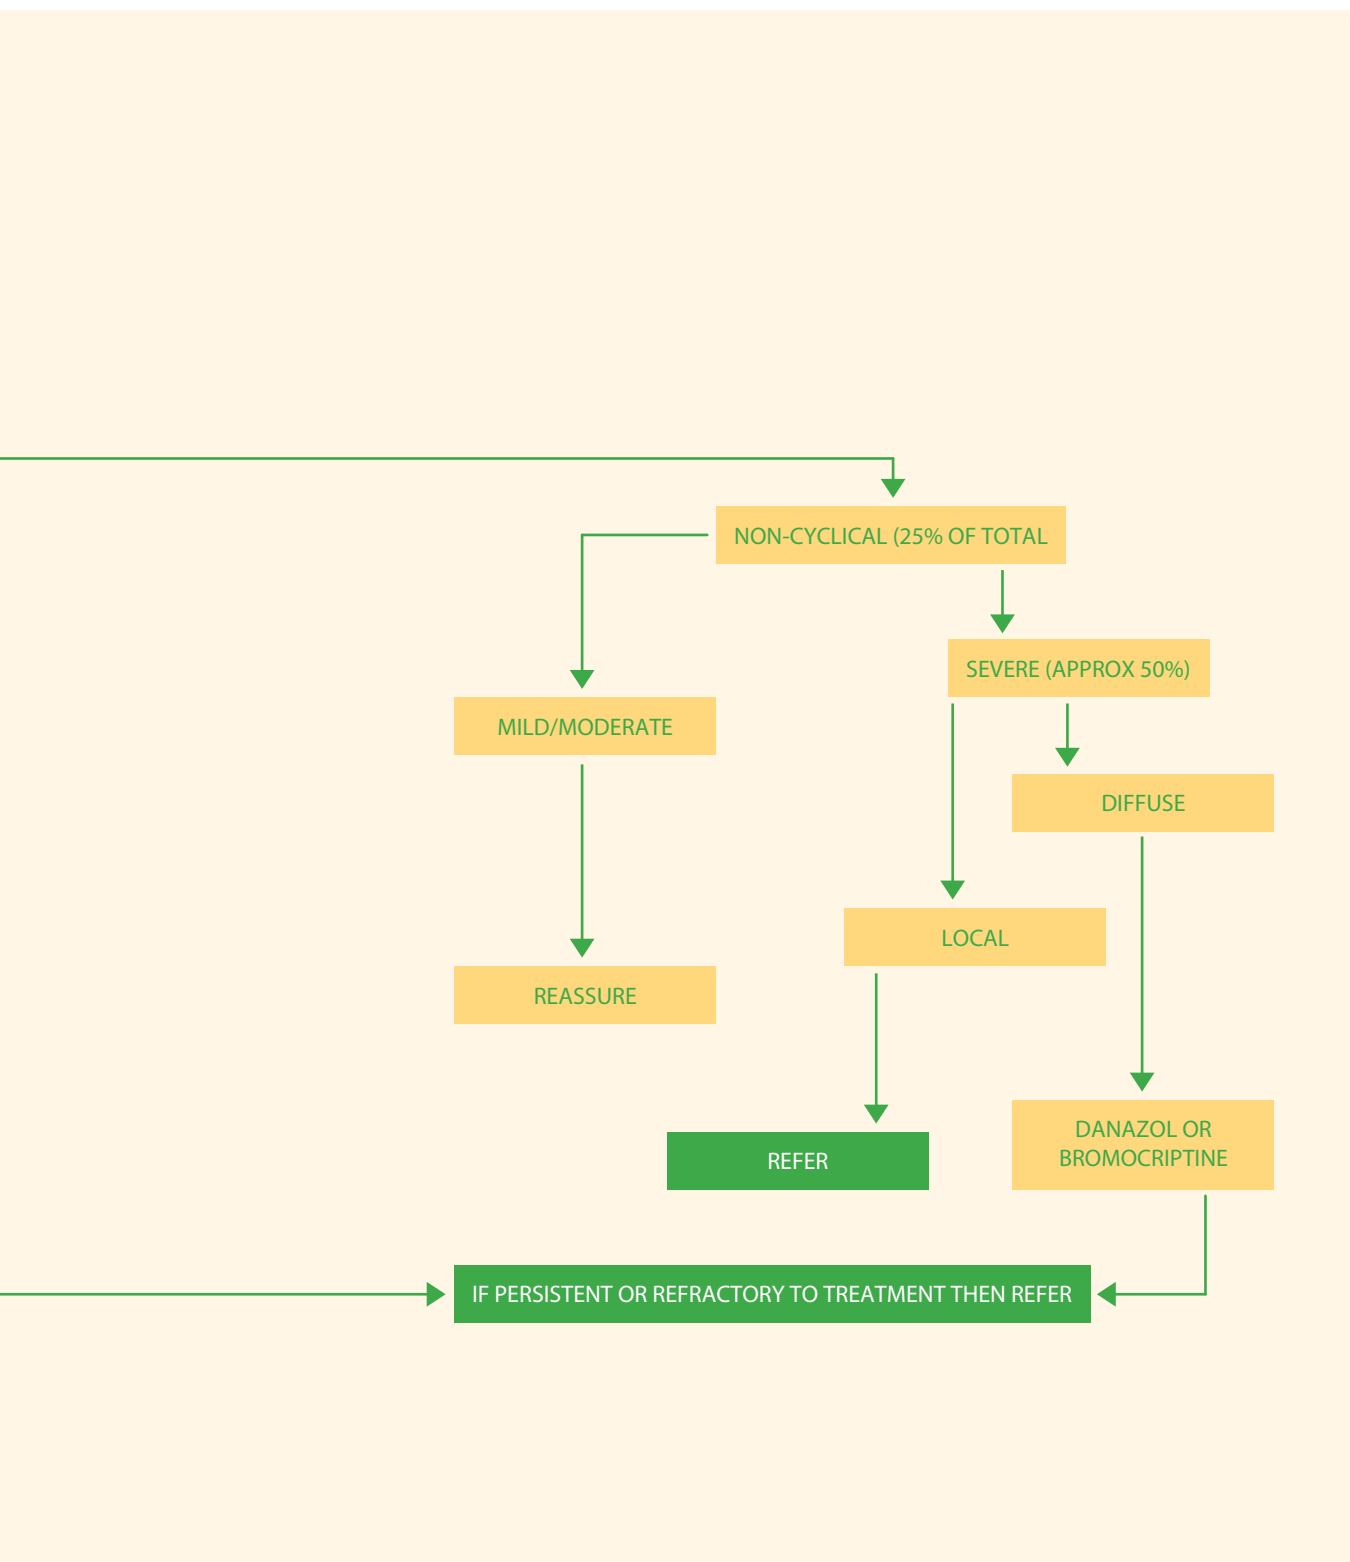 NON-CYCLICAL (25% OF TOTAL
SEVERE (APPROX 50%)
MILD/MODERATE
DIFFUSE
LOCAL
REASSURE
DANAZOL OR
BROMOCRIPTINE
REFER
IF PERSISTENT OR REFRACTORY TO TREATMENT THEN REFER